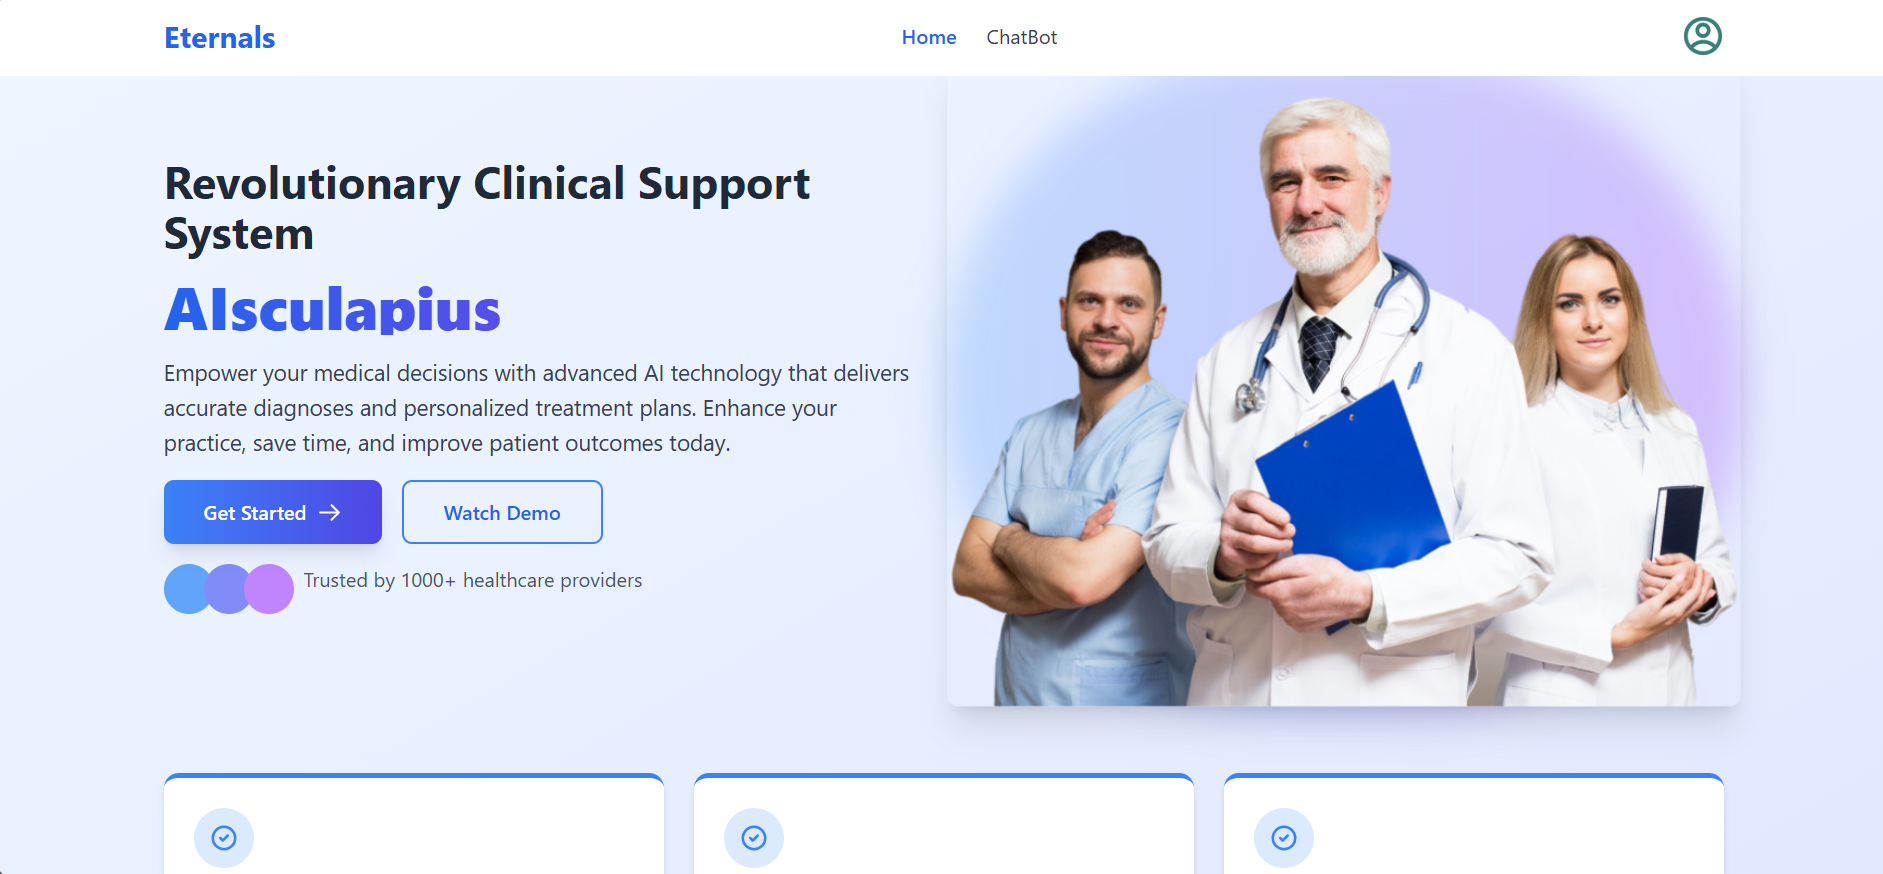 Eternals
Home
ChatBot
Revolutionary Clinical Support
System
AIsculapius
Empower your medical decisions with advanced AI technology that delivers
accurate diagnoses and personalized treatment plans. Enhance your
practice, save time, and improve patient outcomes today.
Get Started
Watch Demo
Trusted by 1000+ healthcare providers